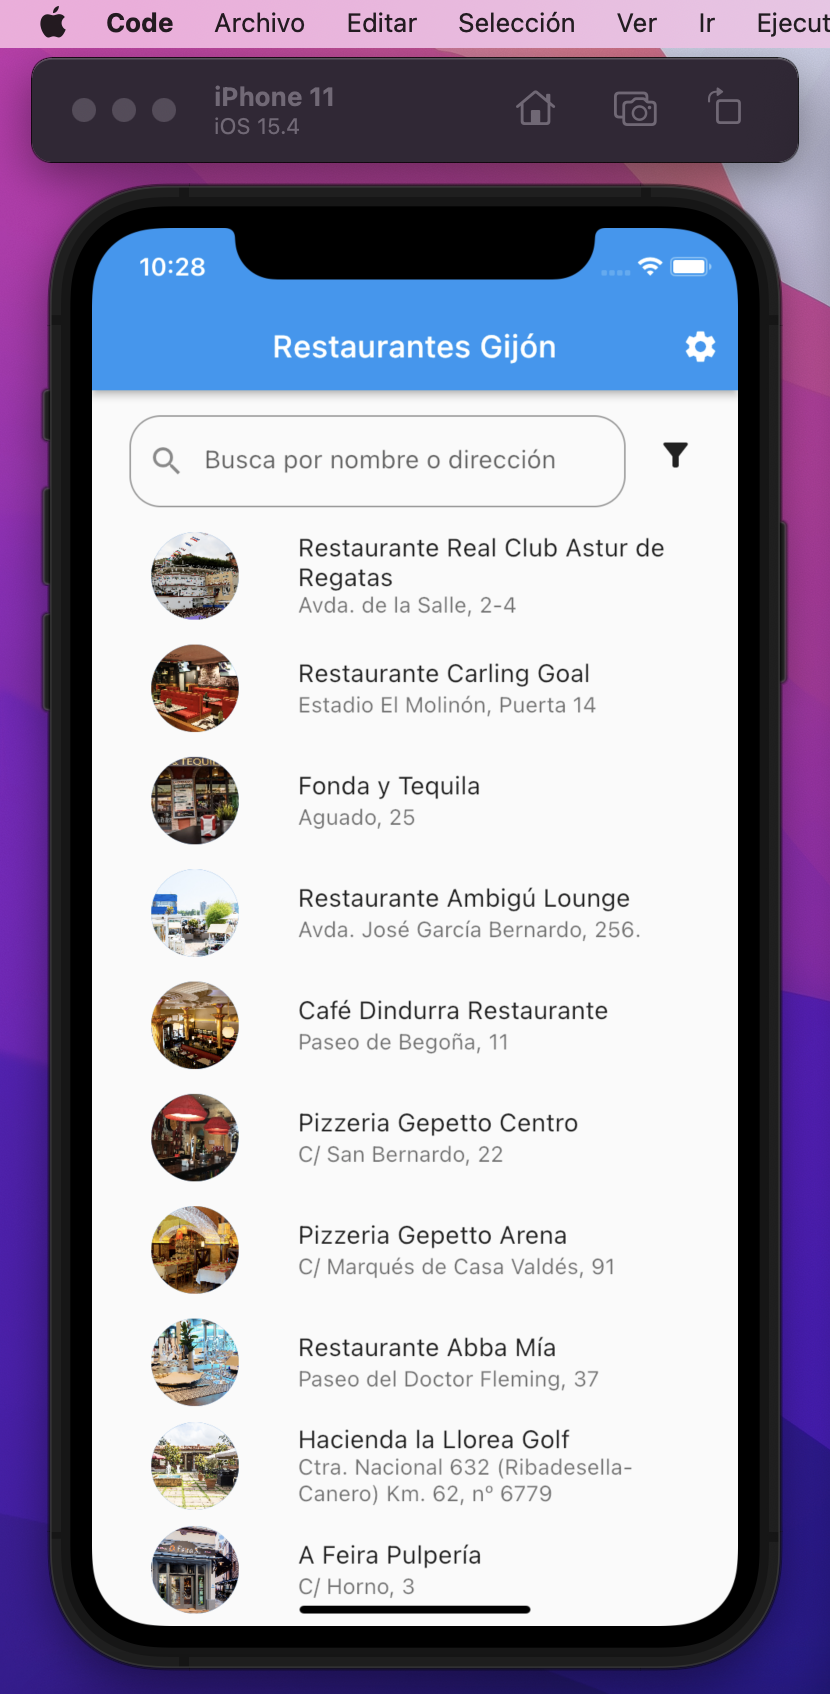 Code Archivo Editar Selección Ver Ir Ejecut
iPhone 11
iOS 15.4
10:28
Restaurantes Gijón
Busca por nombre o dirección
Restaurante Real Club Astur de
Regatas
Avda. de la Salle, 2-4
Restaurante Carling Goal
Estadio El Molinón, Puerta 14
TEQUI
Fonda y Tequila
Aguado, 25
Restaurante Ambigú Lounge
Avda. José García Bernardo, 256.
Café Dindurra Restaurante
Paseo de Begoña, 11
Pizzeria Gepetto Centro
C/ San Bernardo, 22
Pizzeria Gepetto Arena
C/ Marqués de Casa Valdés, 91
Restaurante Abba Mía
Paseo del Doctor Fleming, 37
Hacienda la Llorea Golf
Ctra. Nacional 632 (Ribadesella-
Canero) Km. 62, nº 6779
A Feira Pulpería
C/ Horno, 3